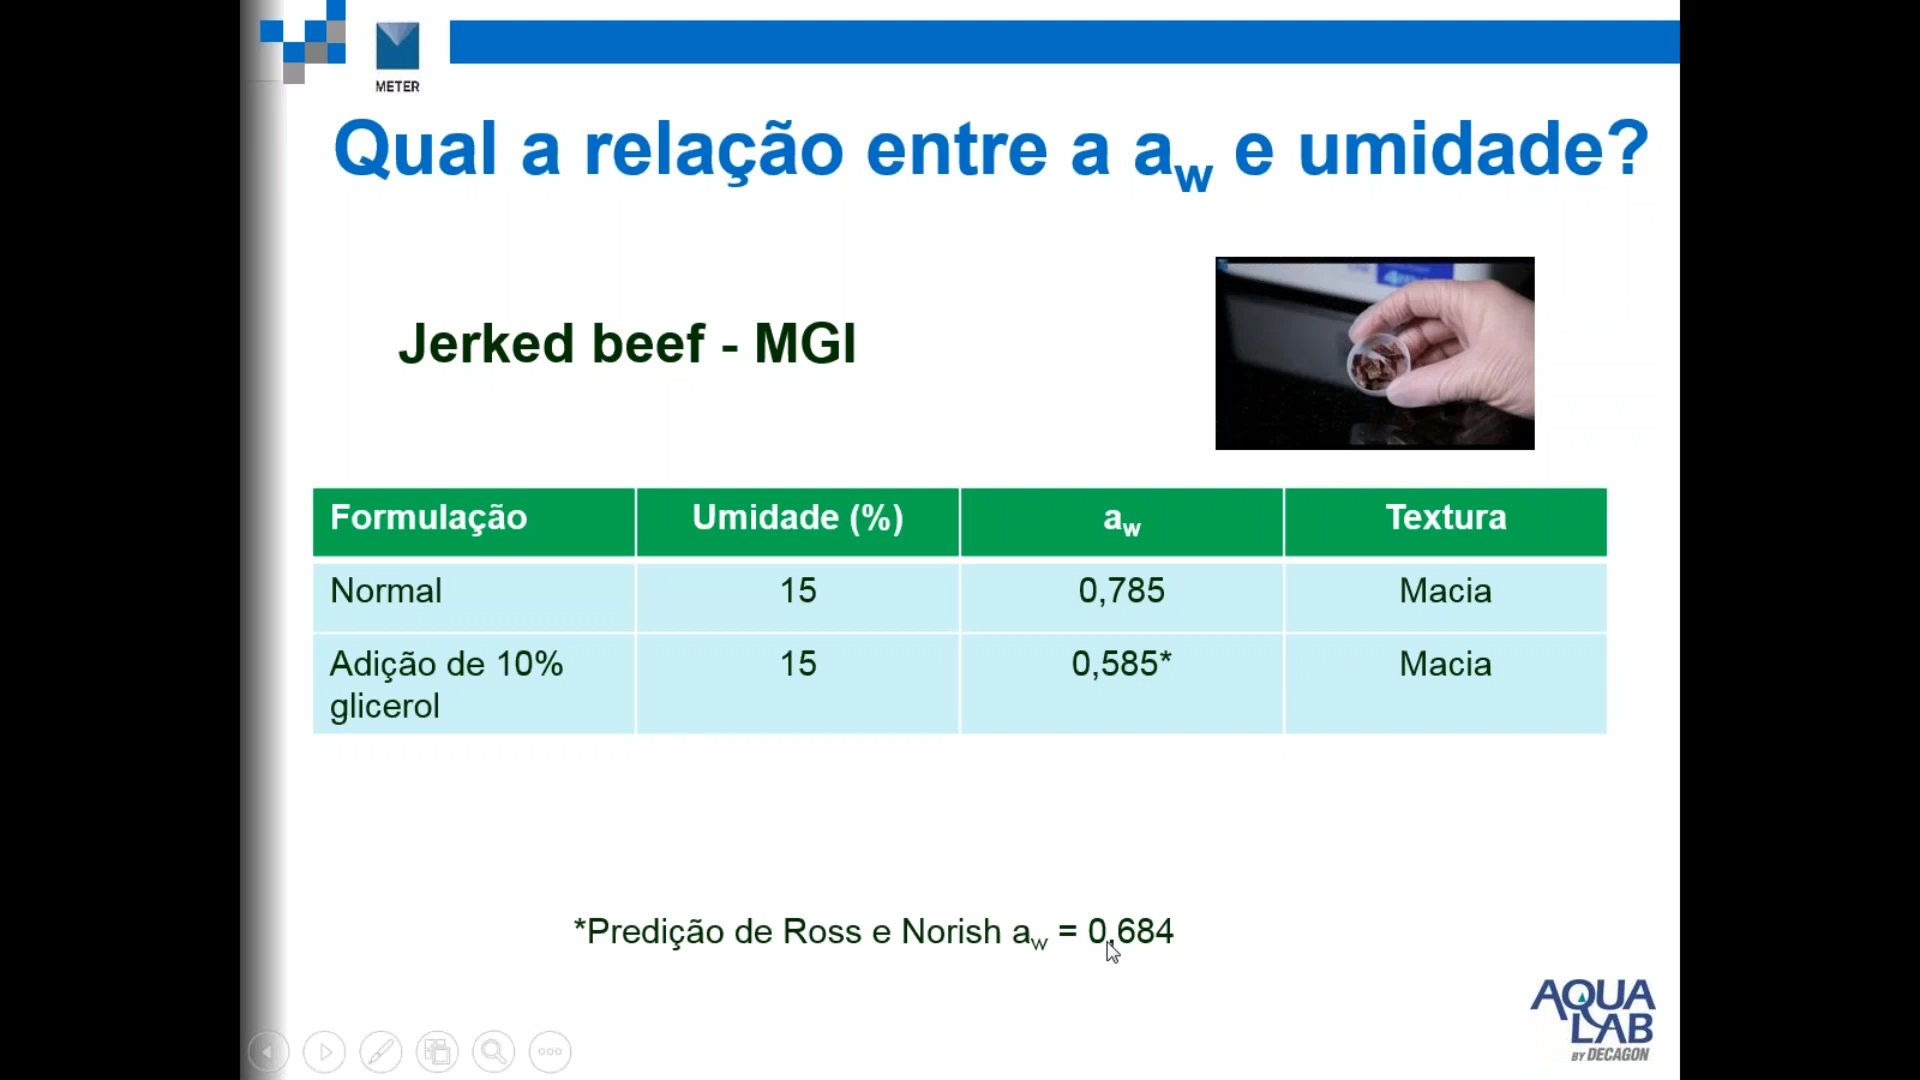 METER
Qual a relação entre a aw e umidade?
Jerked beef - MGI
Formulação Umidade (%) aw Textura
Normal 15 0,785 Macia
Adição de 10% 15 0,585* Macia
glicerol
*Predição de Ross e Norish aw = 0,684
AQUA
LAB
BY DECAGON